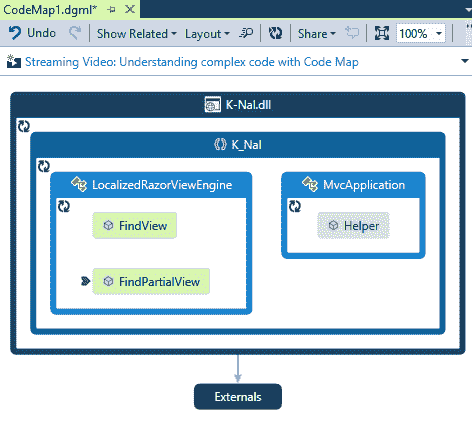 CodeMap1.dgml*
Undo Show Related Layout Share 100%
Streaming Video: Understanding complex code with Code Map
K-Nal.dll
K_Nal
LocalizedRazorViewEngine MvcApplication
FindView Helper
FindPartialView
Externals